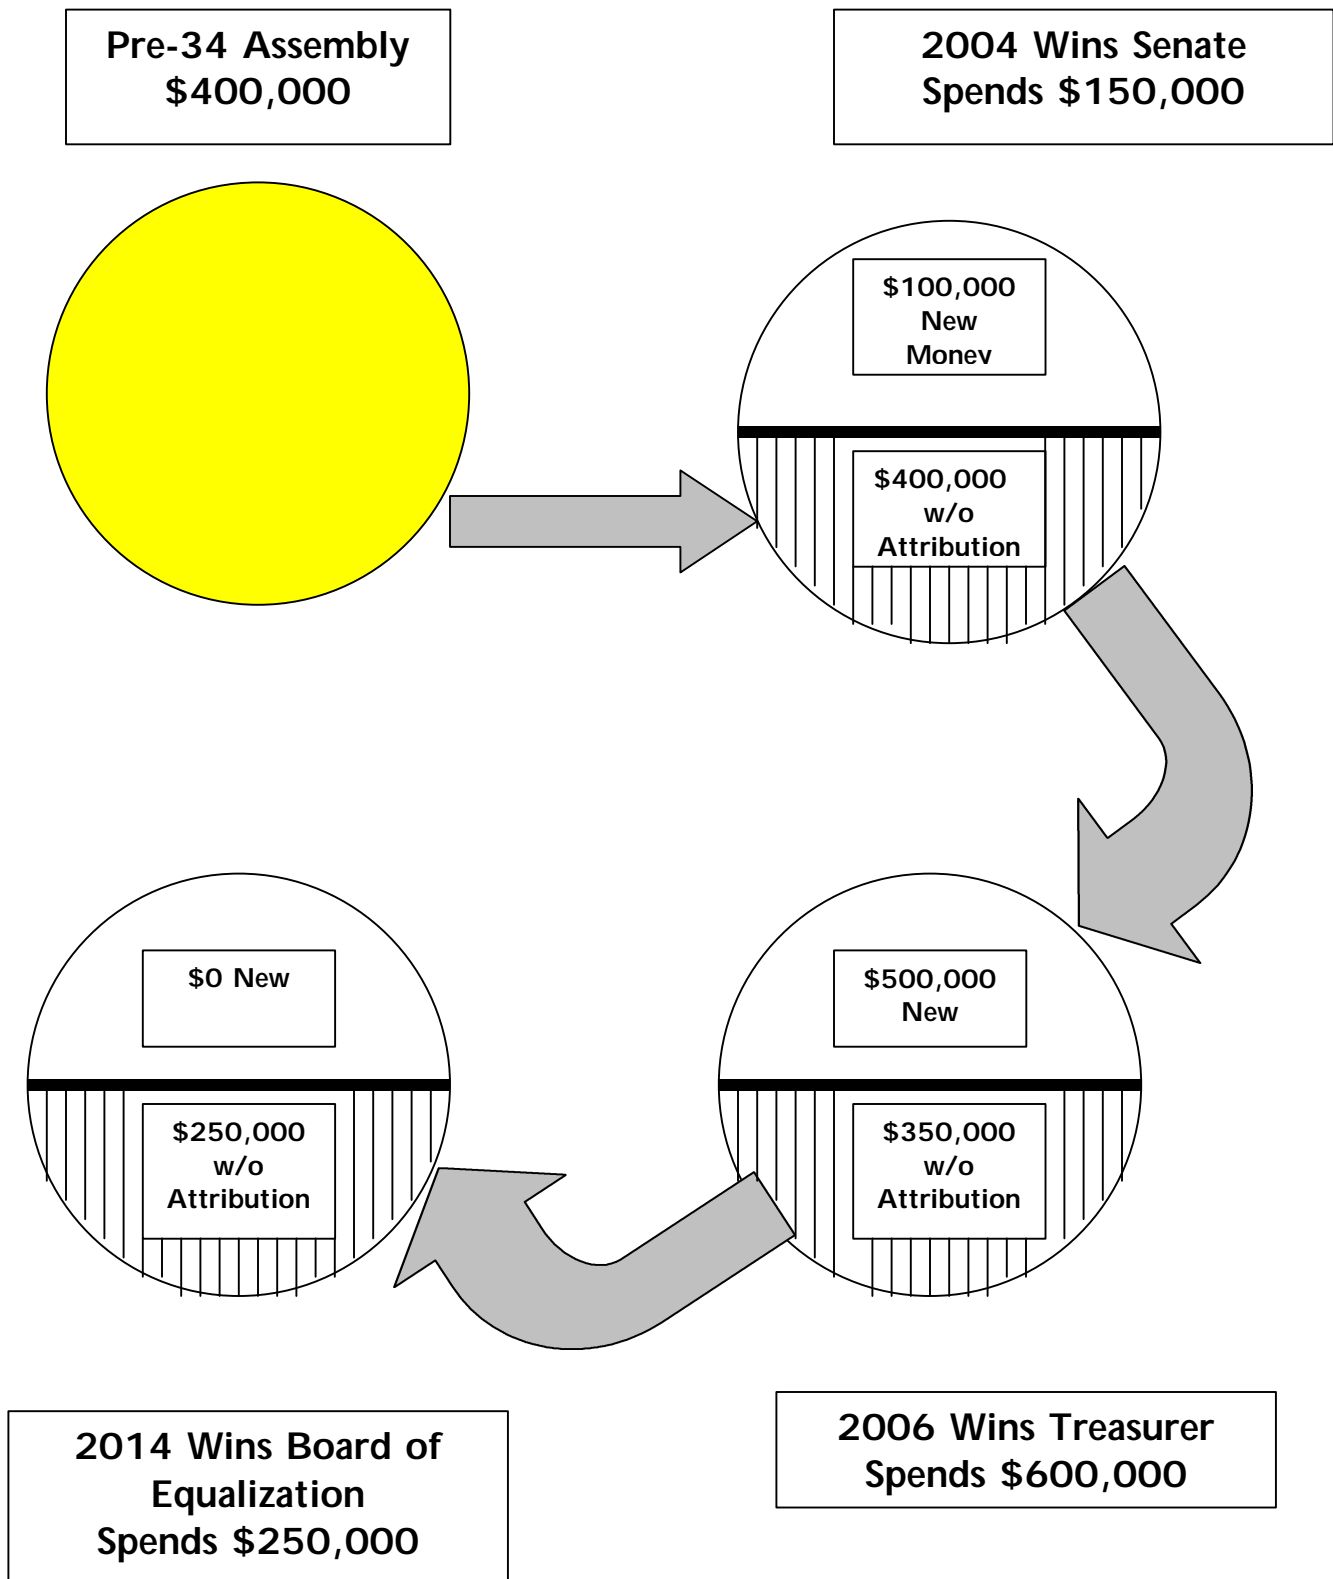 Pre-34 Assembly
$400,000
2004 Wins Senate
Spends $150,000
$100,000
New
Money
$400,000
w/o
Attribution
$500,000
New
$350,000
w/o
Attribution
2006 Wins Treasurer
Spends $600,000
$0 New
$250,000
w/o
Attribution
2014 Wins Board of
Equalization
Spends $250,000